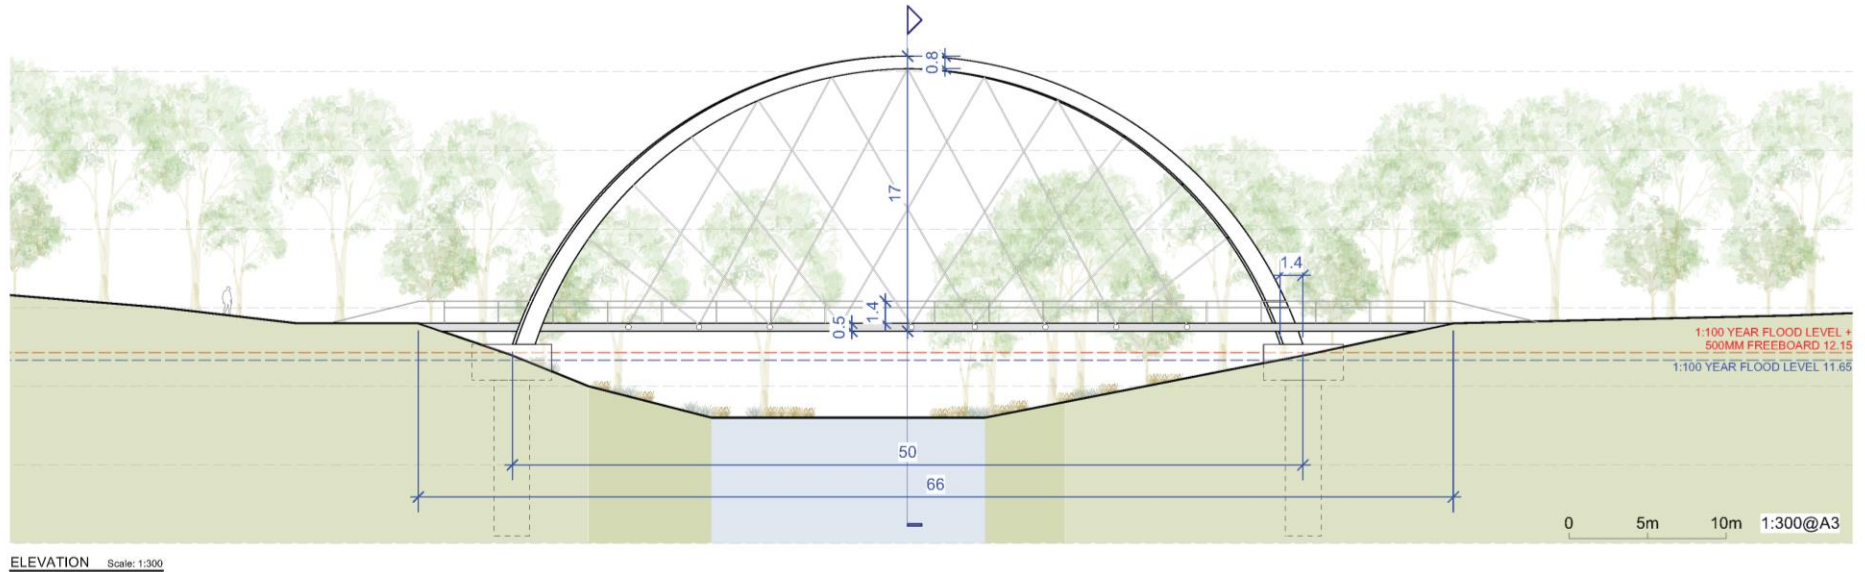 0.8
17
1.4
1.4
0.5
1:100 YEAR FLOOD LEVEL +
500MM FREEBOARD 12.15
1:100 YEAR FLOOD LEVEL 11.65
50
66
0 5m 10m 1:300@A3
ELEVATION Scale: 1:300